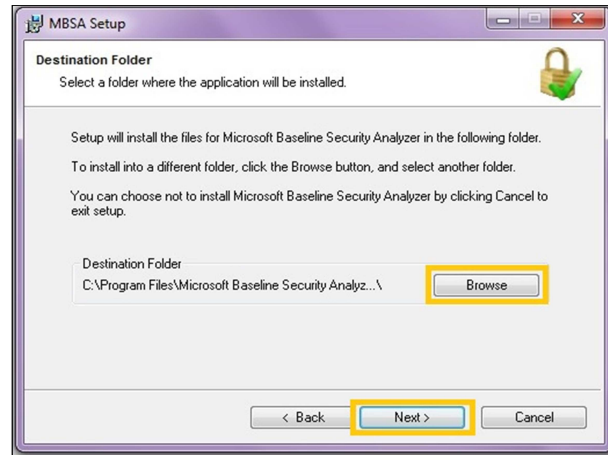 MBSA Setup
Destination Folder
Select a folder where the application will be installed.
Setup will install the files for Microsoft Baseline Security Analyzer in the following folder.
To install into a different folder, click the Browse button, and select another folder.
You can choose not to install Microsoft Baseline Security Analyzer by clicking Cancel to
exit setup.
Destination Folder
C:\Program Files\Microsoft Baseline Security Analyz...\
Browse
< Back
Next >
Cancel